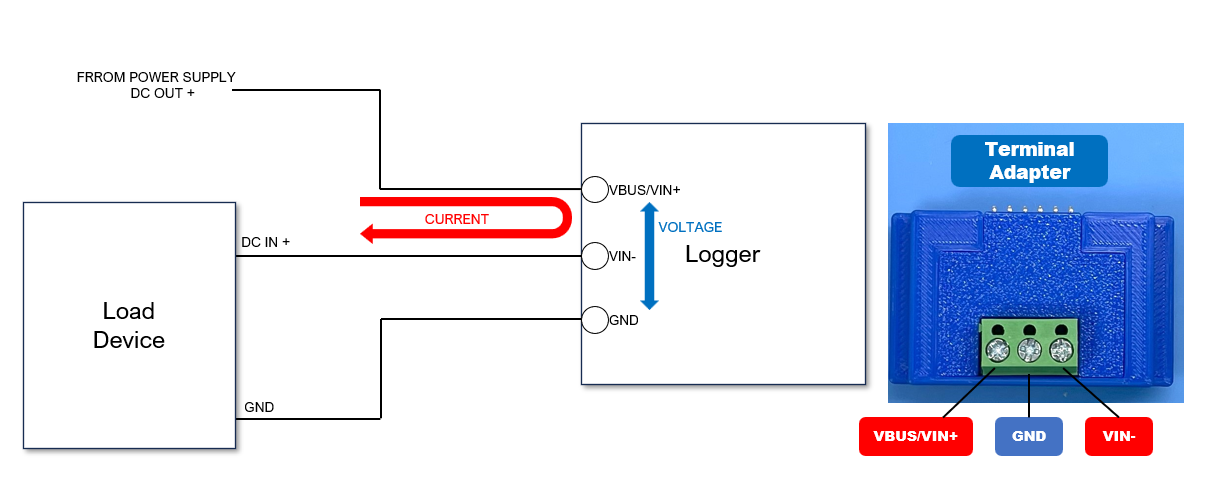 FRROM POWER SUPPLY
DC OUT +
VBUS/VIN+
CURRENT
VOLTAGE
DC IN +
VIN-
Logger
Load
Device
GND
GND
Terminal
Adapter
VBUS/VIN+
GND
VIN-